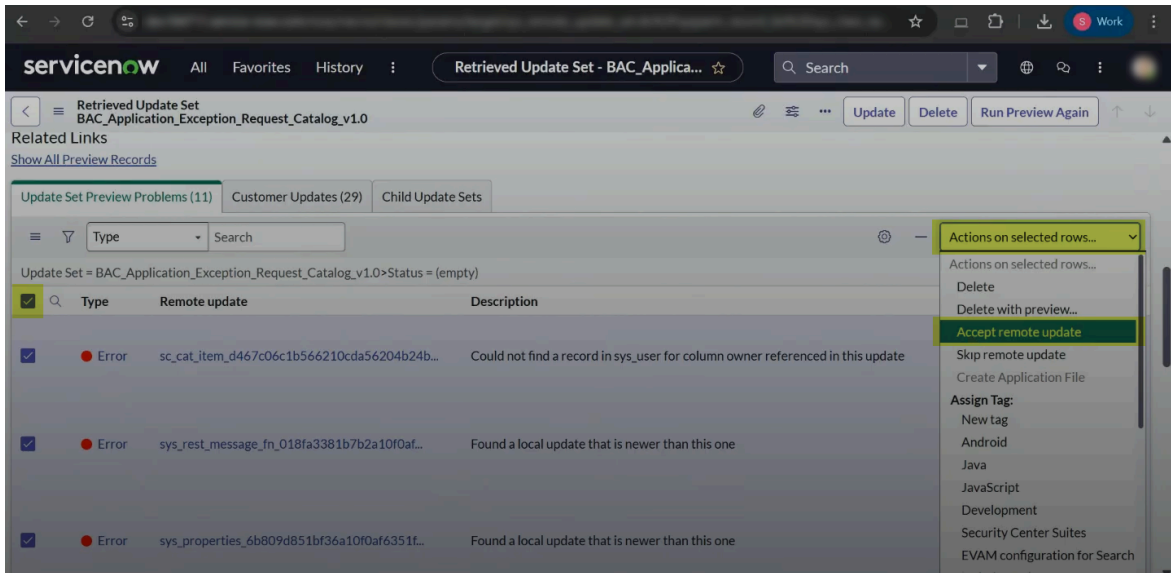 S Work
servicenow All Favorites History Retrieved Update Set - BAC_Applica... Search
Retrieved Update Set
BAC_Application_Exception_Request_Catalog_v1.0
Update Delete Run Preview Again
Related Links
Show All Preview Records
Update Set Preview Problems (11) Customer Updates (29) Child Update Sets
Type Search Actions on selected rows...
Update Set = BAC_Application_Exception_Request_Catalog_v1.0>Status = (empty)
Type Remote update Description
Error sc_cat_item_d467c06c1b566210cda56204b24b... Could not find a record in sys_user for column owner referenced in this update
Error sys_rest_message_fn_018fa3381b7b2a10f0af... Found a local update that is newer than this one
Error sys_properties_6b809d851bf36a10f0af6351f... Found a local update that is newer than this one
Actions on selected rows...
Delete
Delete with preview...
Accept remote update
Skip remote update
Create Application File
Assign Tag:
New tag
Android
Java
JavaScript
Development
Security Center Suites
EVAM configuration for Search